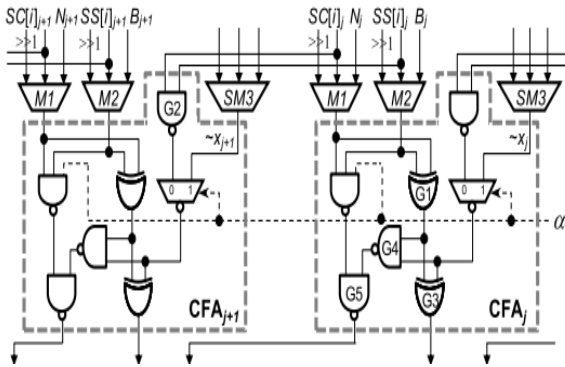 SC[i]j+1 Nj+1 SS[i]j+1 Bj+1
>>1 >>1
SC[i]j Nj SS[i]j Bj
>>1 >>1
M1 M2 G2 SM3
M1 M2 SM3
~xj+1
~xj
0 1
0 1
G1
α
G4
G5 G3
CFAj+1
CFAj